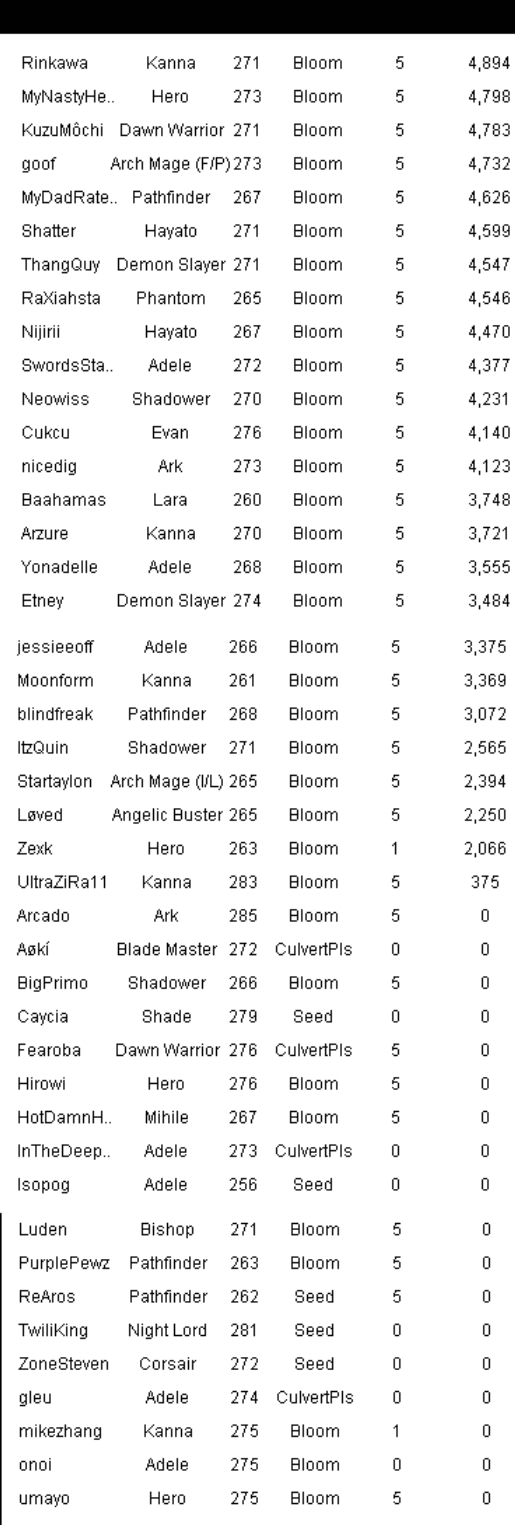 Rinkawa Kanna 271 Bloom 5 4,894
MyNastyHe.. Hero 273 Bloom 5 4,798
KuzuMôchi Dawn Warrior 271 Bloom 5 4,783
goof Arch Mage (F/P) 273 Bloom 5 4,732
MyDadRate.. Pathfinder 267 Bloom 5 4,626
Shatter Hayato 271 Bloom 5 4,599
ThangQuy Demon Slayer 271 Bloom 5 4,547
RaXiahsta Phantom 265 Bloom 5 4,546
Nijirii Hayato 267 Bloom 5 4,470
SwordsSta.. Adele 272 Bloom 5 4,377
Neowiss Shadower 270 Bloom 5 4,231
Cukcu Evan 276 Bloom 5 4,140
nicedig Ark 273 Bloom 5 4,123
Baahamas Lara 260 Bloom 5 3,748
Arzure Kanna 270 Bloom 5 3,721
Yonadelle Adele 268 Bloom 5 3,555
Etney Demon Slayer 274 Bloom 5 3,484
jessieeoff Adele 266 Bloom 5 3,375
Moonform Kanna 261 Bloom 5 3,369
blindfreak Pathfinder 268 Bloom 5 3,072
ItzQuin Shadower 271 Bloom 5 2,565
Startaylon Arch Mage (I/L) 265 Bloom 5 2,394
Løved Angelic Buster 265 Bloom 5 2,250
Zexk Hero 263 Bloom 1 2,066
UltraZiRa11 Kanna 283 Bloom 5 375
Arcado Ark 285 Bloom 5 0
Aøkí Blade Master 272 CulvertPls 0 0
BigPrimo Shadower 266 Bloom 5 0
Caycia Shade 279 Seed 0 0
Fearoba Dawn Warrior 276 CulvertPls 5 0
Hirowi Hero 276 Bloom 5 0
HotDamnH.. Mihile 267 Bloom 5 0
InTheDeep.. Adele 273 CulvertPls 0 0
Isopog Adele 256 Seed 0 0
Luden Bishop 271 Bloom 5 0
PurplePewz Pathfinder 263 Bloom 5 0
ReAros Pathfinder 262 Seed 5 0
TwiliKing Night Lord 281 Seed 0 0
ZoneSteven Corsair 272 Seed 0 0
gleu Adele 274 CulvertPls 0 0
mikezhang Kanna 275 Bloom 1 0
onoi Adele 275 Bloom 0 0
umayo Hero 275 Bloom 5 0